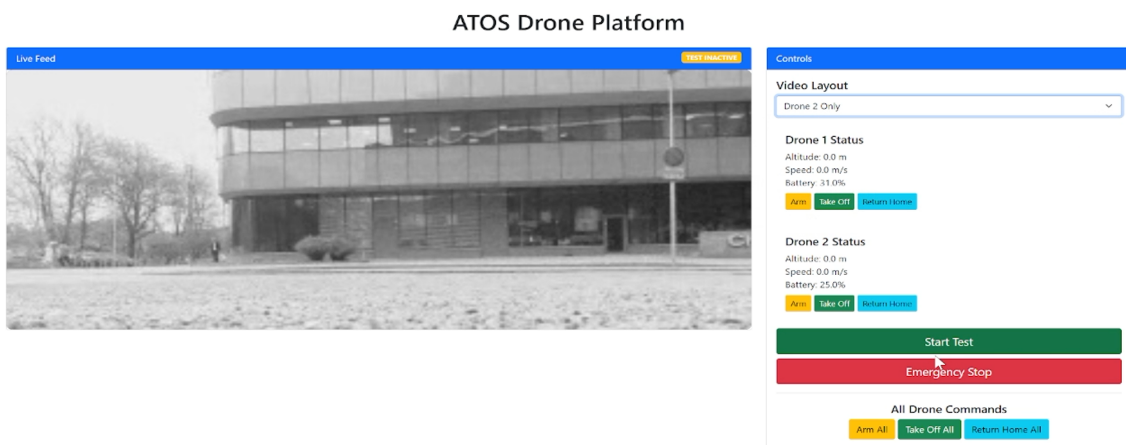 ATOS Drone Platform
Live Feed
TEST INACTIVE
Controls
Video Layout
Drone 2 Only
Drone 1 Status
Altitude: 0.0 m
Speed: 0.0 m/s
Battery: 31.0%
Arm Take Off Return Home
Drone 2 Status
Altitude: 0.0 m
Speed: 0.0 m/s
Battery: 25.0%
Arm Take Off Return Home
Start Test
Emergency Stop
All Drone Commands
Arm All Take Off All Return Home All